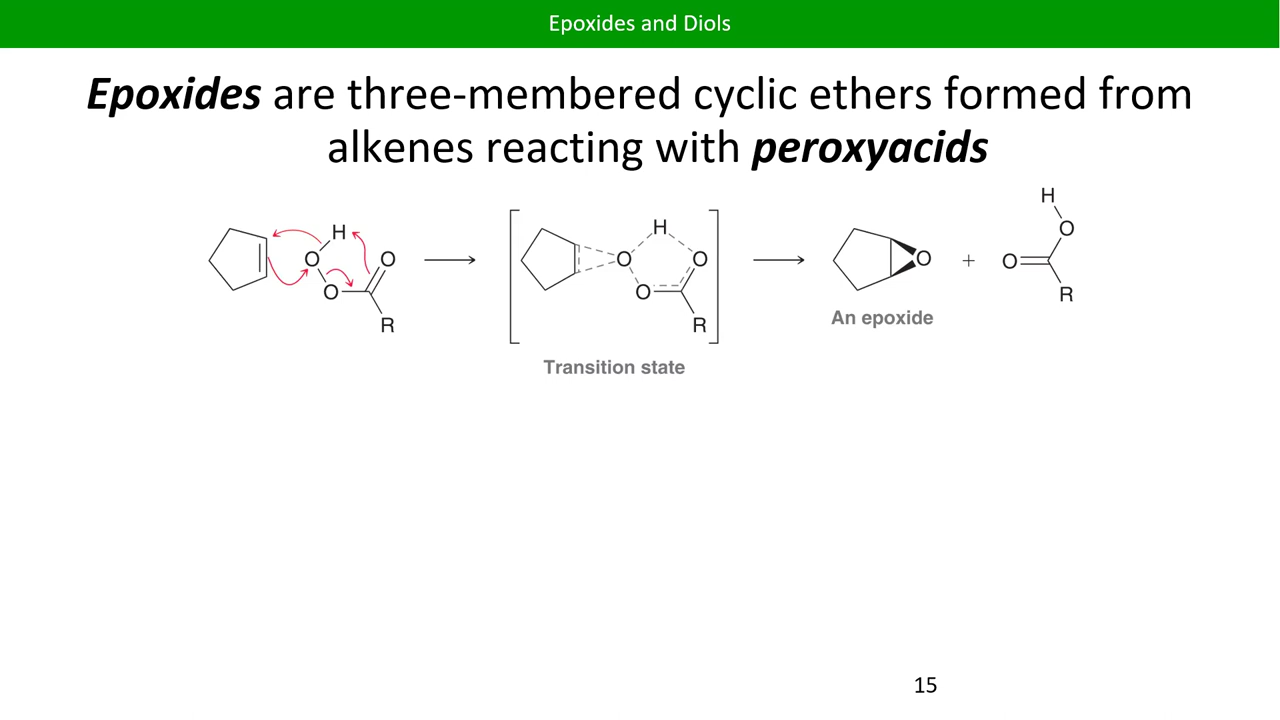 Epoxides and Diols
Epoxides are three-membered cyclic ethers formed from
alkenes reacting with peroxyacids
H
O
O
O
R
H
O
O
O
R
Transition state
O
An epoxide
+
H
O
O
R
15